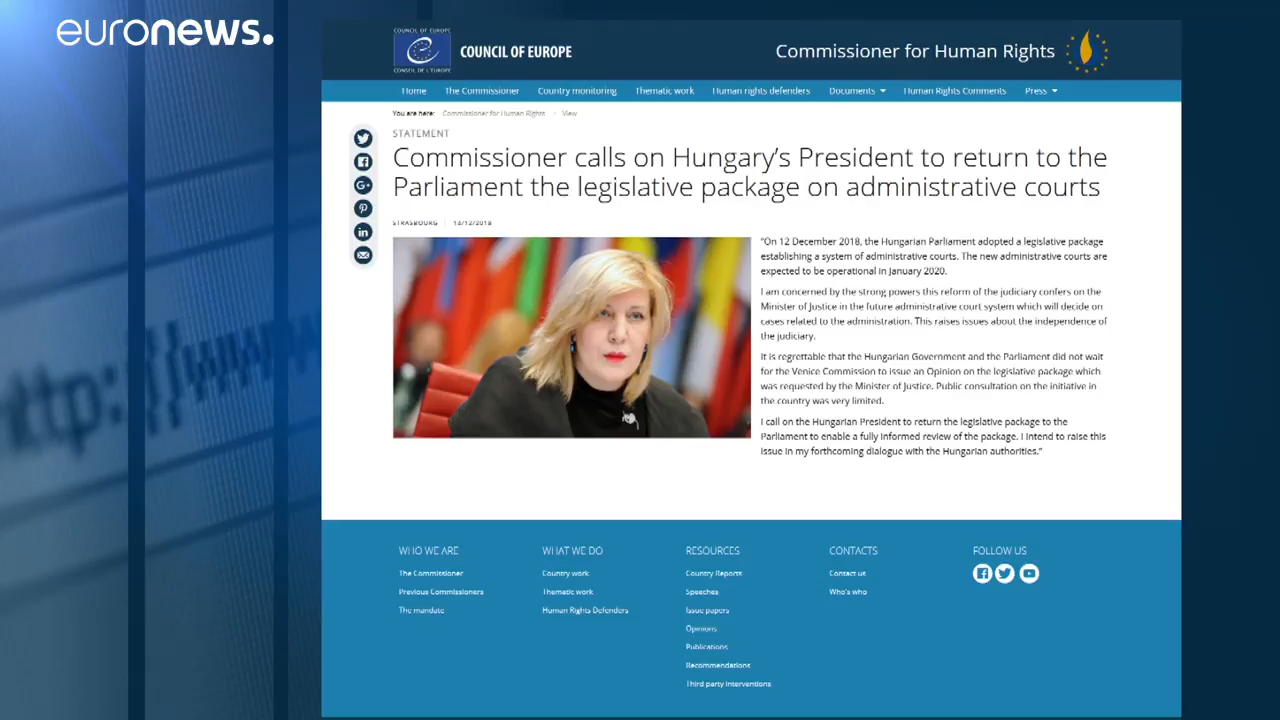 euronews.
COUNCIL OF EUROPE
CONSEIL DE L'EUROPE
COUNCIL OF EUROPE
Commissioner for Human Rights
Home The Commissioner Country monitoring Thematic work Human rights defenders Documents Human Rights Comments Press
You are here: Commissioner for Human Rights View
STATEMENT
Commissioner calls on Hungary's President to return to the
Parliament the legislative package on administrative courts
STRASBOURG 13/12/2018
"On 12 December 2018, the Hungarian Parliament adopted a legislative package
establishing a system of administrative courts. The new administrative courts are
expected to be operational in January 2020.
I am concerned by the strong powers this reform of the judiciary confers on the
Minister of Justice in the future administrative court system which will decide on
cases related to the administration. This raises issues about the independence of
the judiciary.
It is regrettable that the Hungarian Government and the Parliament did not wait
for the Venice Commission to issue an Opinion on the legislative package which
was requested by the Minister of Justice. Public consultation on the initiative in
the country was very limited.
I call on the Hungarian President to return the legislative package to the
Parliament to enable a fully informed review of the package. I intend to raise this
issue in my forthcoming dialogue with the Hungarian authorities."
WHO WE ARE
The Commissioner
Previous Commissioners
The mandate
WHAT WE DO
Country work
Thematic work
Human Rights Defenders
RESOURCES
Country Reports
Speeches
Issue papers
Opinions
Publications
Recommendations
Third party interventions
CONTACTS
Contact us
Who's who
FOLLOW US